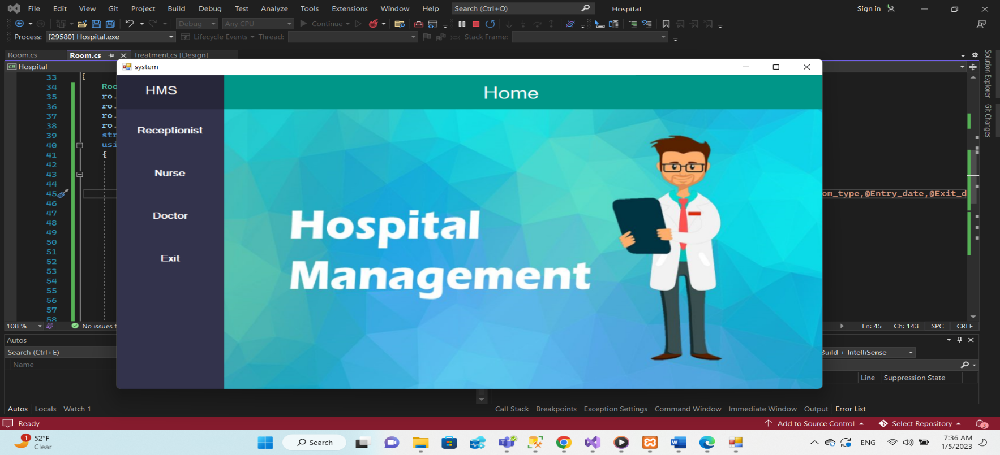 File Edit View Git Project Build Debug Test Analyze Tools Extensions Window Help Search (Ctrl+Q) Hospital Sign in
Debug Any CPU Continue
Process: [29580] Hospital.exe Lifecycle Events Thread: Stack Frame:
Room.cs Room.cs Treatment.cs [Design]
Hospital
system
HMS
Home
Receptionist
Nurse
Doctor
Exit
Hospital
Management
33
34 Roo
35 ro.
36 ro.
37 ro.
38 ro.
39 str
40 usi
41 {
42
43
44
45 om_type,@Entry_date,@Exit_d
46
47
48
49
50
51
52
53
54
55
56
57
58
Solution Explorer
Git Changes
108 % No issues f Ln: 45 Ch: 143 SPC CRLF
Autos
Search (Ctrl+E) Build + IntelliSense
Name
Line Suppression State
Autos Locals Watch 1 Call Stack Breakpoints Exception Settings Command Window Immediate Window Output Error List
Ready Add to Source Control Select Repository 3
1 52°F
Clear
Search
ENG
7:36 AM
1/5/2023